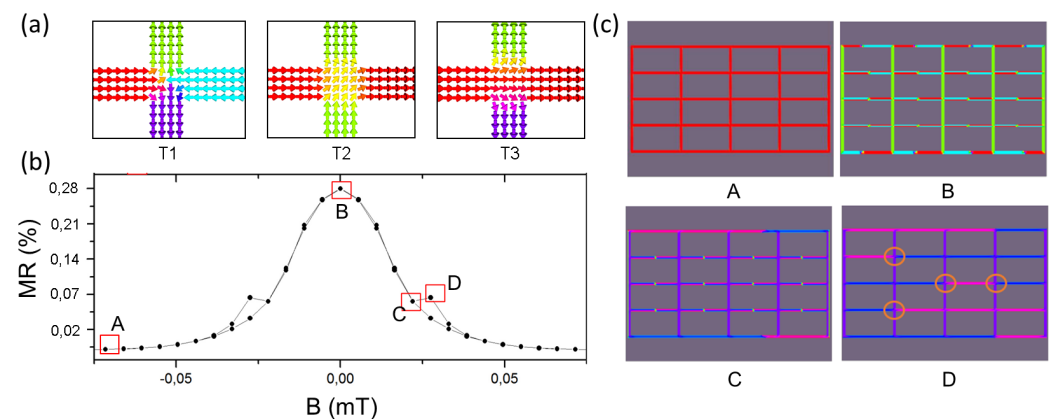 (a)
T1 T2 T3
(b)
MR (%)
0,28
0,21
0,14
0,07
0,02
A
B
C
D
-0,05 0,00 0,05
B (mT)
(c)
A B
C D